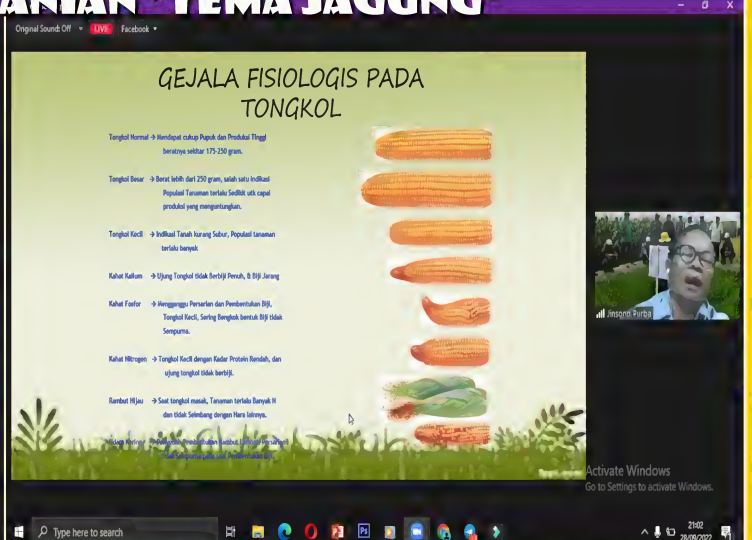 TEMA JAGUNG
Original Sound: Off
LIVE
Facebook
GEJALA FISIOLOGIS PADA
TONGKOL
Tongkol Normal → Mendapat cukup Pupuk dan Produksi Tinggi
beratnya sekitar 175-250 gram.
Tongkol Besar → Berat lebih dari 250 gram, salah satu indikasi
Populasi Tanaman terlalu Sedikit utk capai
produksi yang menguntungkan.
Tongkol Kecil → Indikasi Tanah kurang Subur, Populasi tanaman
terlalu banyak
Kahat Kalium → Ujung Tongkol tidak Berbiji Penuh, & Biji Jarang
Kahat Fosfor → Mengganggu Persarian dan Pembentukan Biji,
Tongkol Kecil, Sering Bengkok bentuk Biji tidak
Sempurna.
Kahat Nitrogen → Tongkol Kecil dengan Kadar Protein Rendah, dan
ujung tongkol tidak berbiji.
Rambut Hijau → Saat tongkol masak, Tanaman terlalu Banyak N
dan tidak Seimbang dengan Hara lainnya.
Jinsono Purba
Activate Windows
Go to Settings to activate Windows.
Type here to search
21:02
28/09/2022